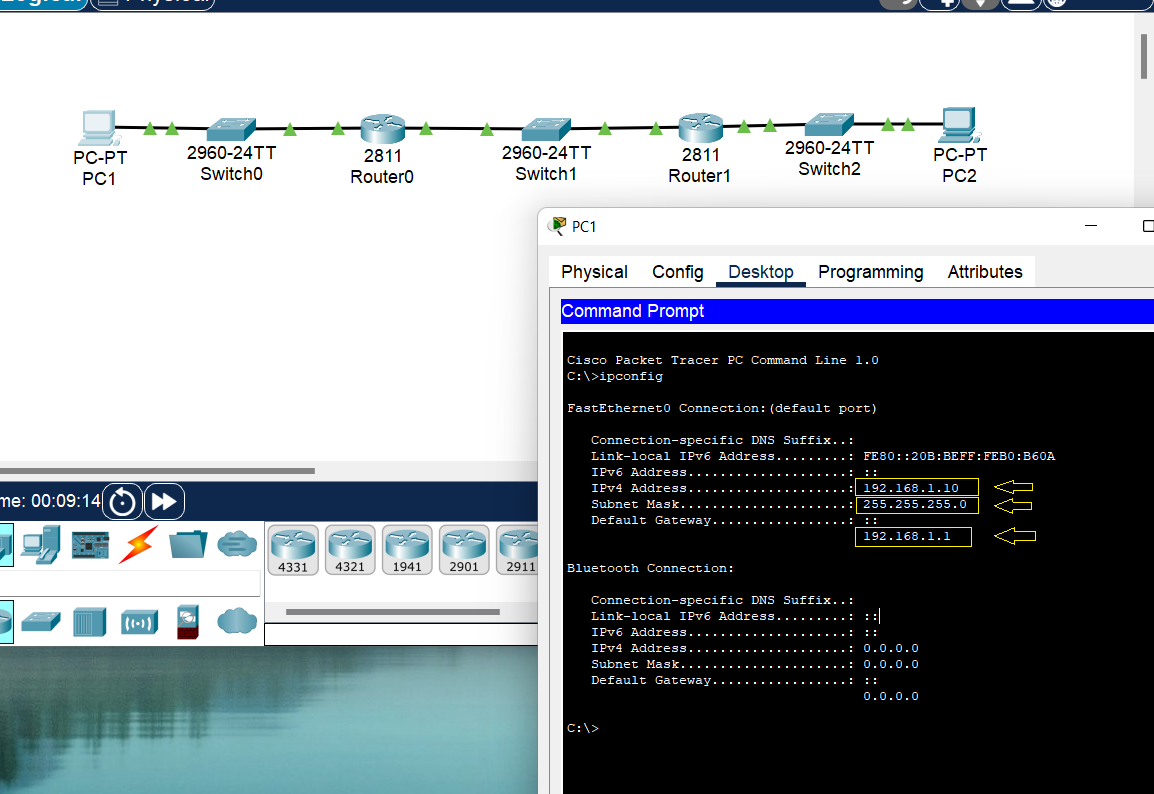 Logical Physical
PC-PT
PC1
2960-24TT
Switch0
2811
Router0
2960-24TT
Switch1
2811
Router1
2960-24TT
Switch2
PC-PT
PC2
PC1
Physical Config Desktop Programming Attributes
Command Prompt
Cisco Packet Tracer PC Command Line 1.0
C:\>ipconfig
FastEthernet0 Connection:(default port)
Connection-specific DNS Suffix..:
Link-local IPv6 Address.........: FE80::20B:BEFF:FEB0:B60A
IPv6 Address....................: ::
IPv4 Address....................: 192.168.1.10
Subnet Mask.....................: 255.255.255.0
Default Gateway.................: ::
192.168.1.1
Bluetooth Connection:
Connection-specific DNS Suffix..:
Link-local IPv6 Address.........: ::
IPv6 Address....................: ::
IPv4 Address....................: 0.0.0.0
Subnet Mask.....................: 0.0.0.0
Default Gateway.................: ::
0.0.0.0
C:\>
me: 00:09:14
4331 4321 1941 2901 2911